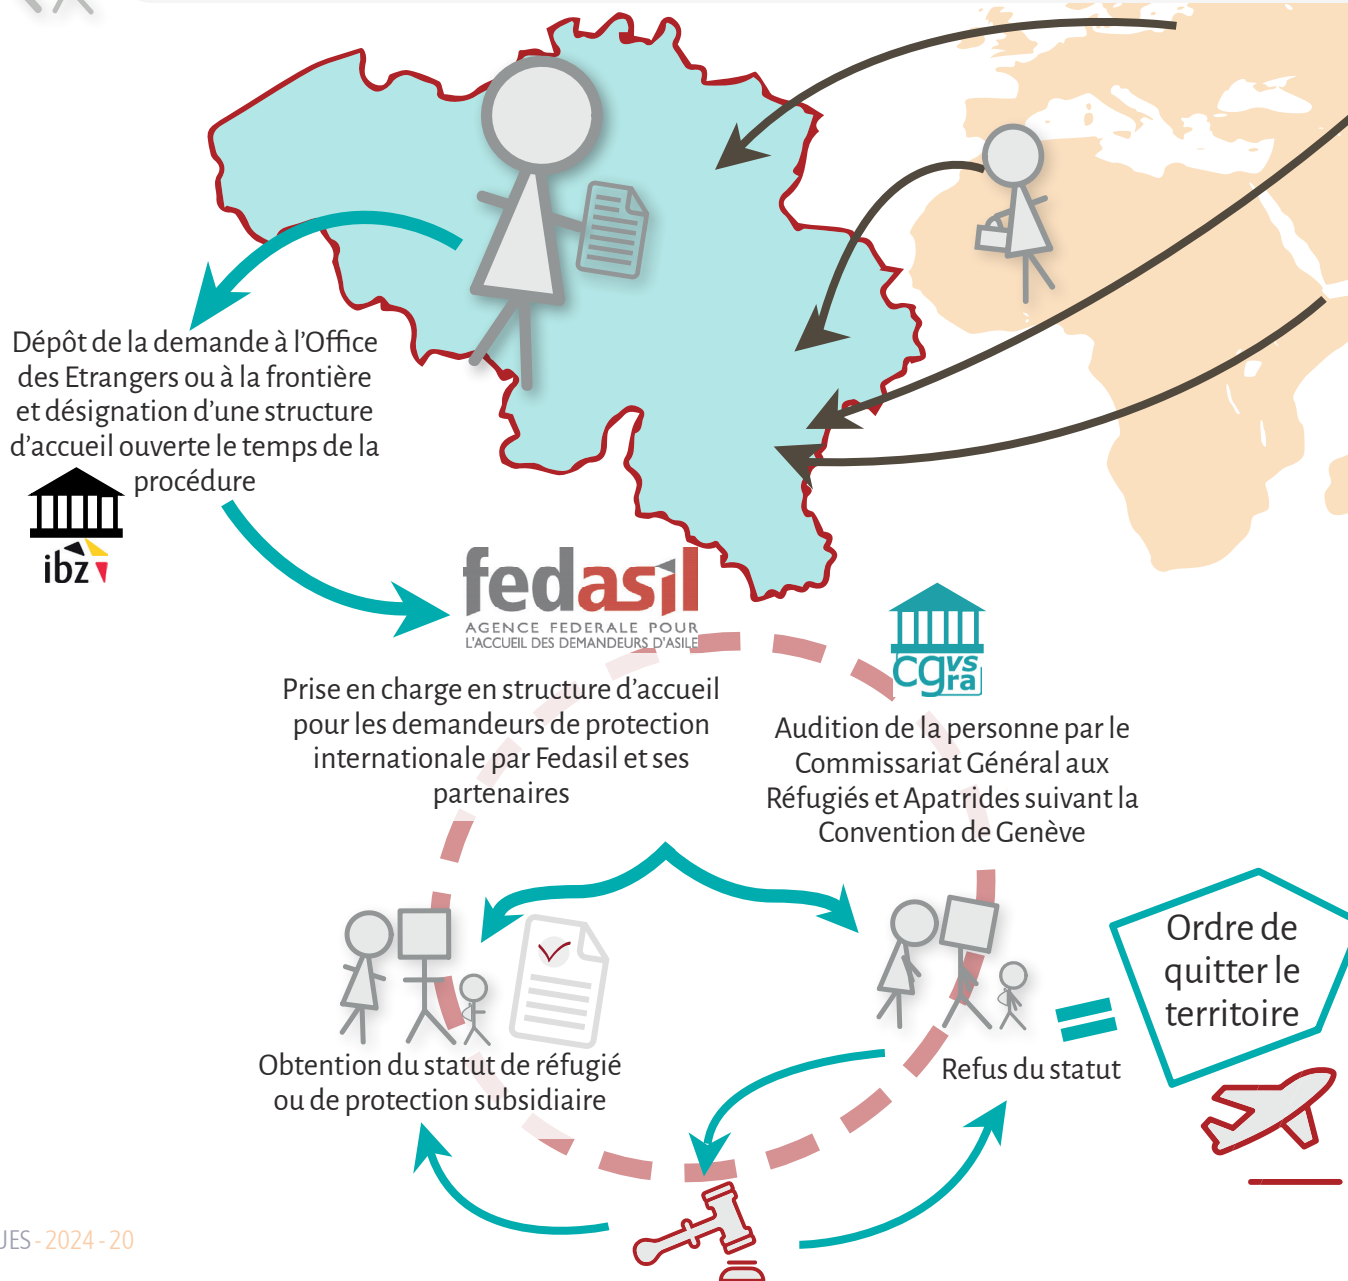 Dépôt de la demande à l'Office
des Etrangers ou à la frontière
et désignation d'une structure
d'accueil ouverte le temps de la
procédure
ibz
fedasil
AGENCE FEDERALE POUR
L'ACCUEIL DES DEMANDEURS D'ASILE
Prise en charge en structure d'accueil
pour les demandeurs de protection
internationale par Fedasil et ses
partenaires
cgvs
ra
Audition de la personne par le
Commissariat Général aux
Réfugiés et Apatrides suivant la
Convention de Genève
Obtention du statut de réfugié
ou de protection subsidiaire
Refus du statut
Ordre de
quitter le
territoire
UES - 2024 - 20